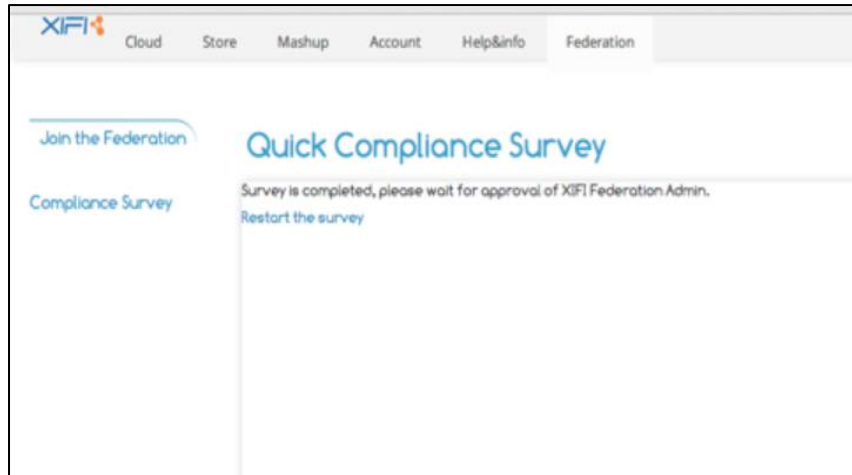 XIFI
Cloud Store Mashup Account Help&info Federation
Join the Federation
Quick Compliance Survey
Compliance Survey
Survey is completed, please wait for approval of XIFI Federation Admin.
Restart the survey